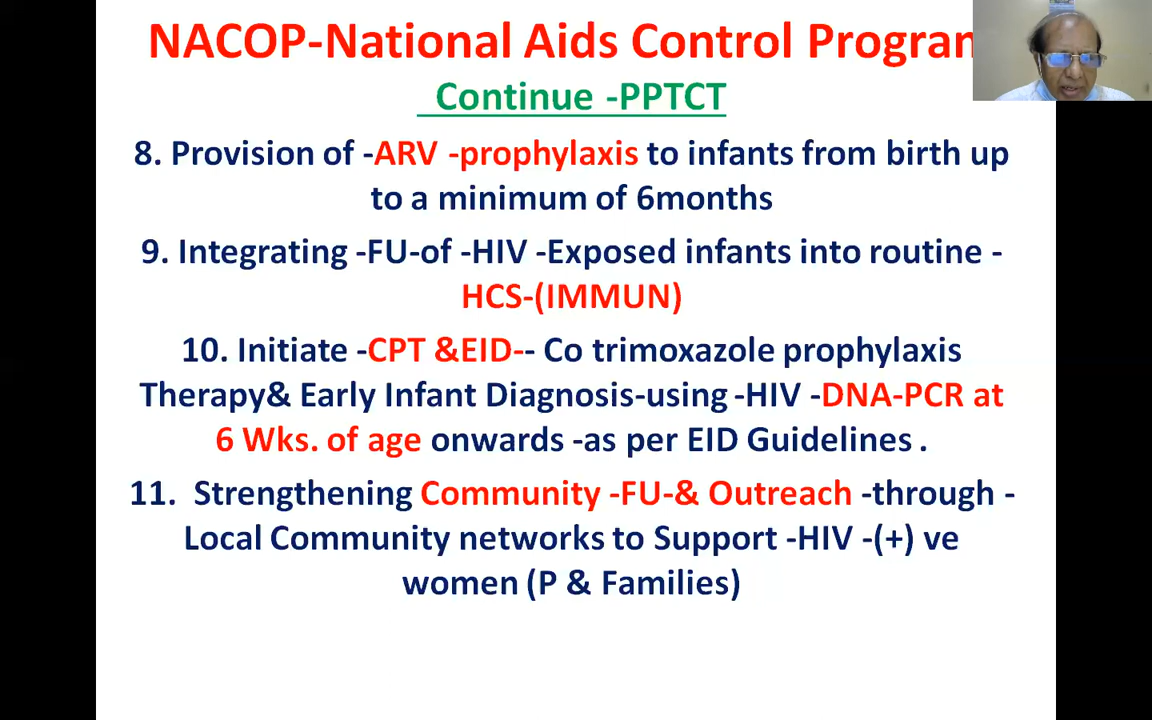 NACOP-National Aids Control Program
Continue -PPTCT
8. Provision of -ARV -prophylaxis to infants from birth up
to a minimum of 6months
9. Integrating -FU-of -HIV -Exposed infants into routine -
HCS-(IMMUN)
10. Initiate -CPT &EID-- Co trimoxazole prophylaxis
Therapy& Early Infant Diagnosis-using -HIV -DNA-PCR at
6 Wks. of age onwards -as per EID Guidelines .
11. Strengthening Community -FU-& Outreach -through -
Local Community networks to Support -HIV -(+) ve
women (P & Families)